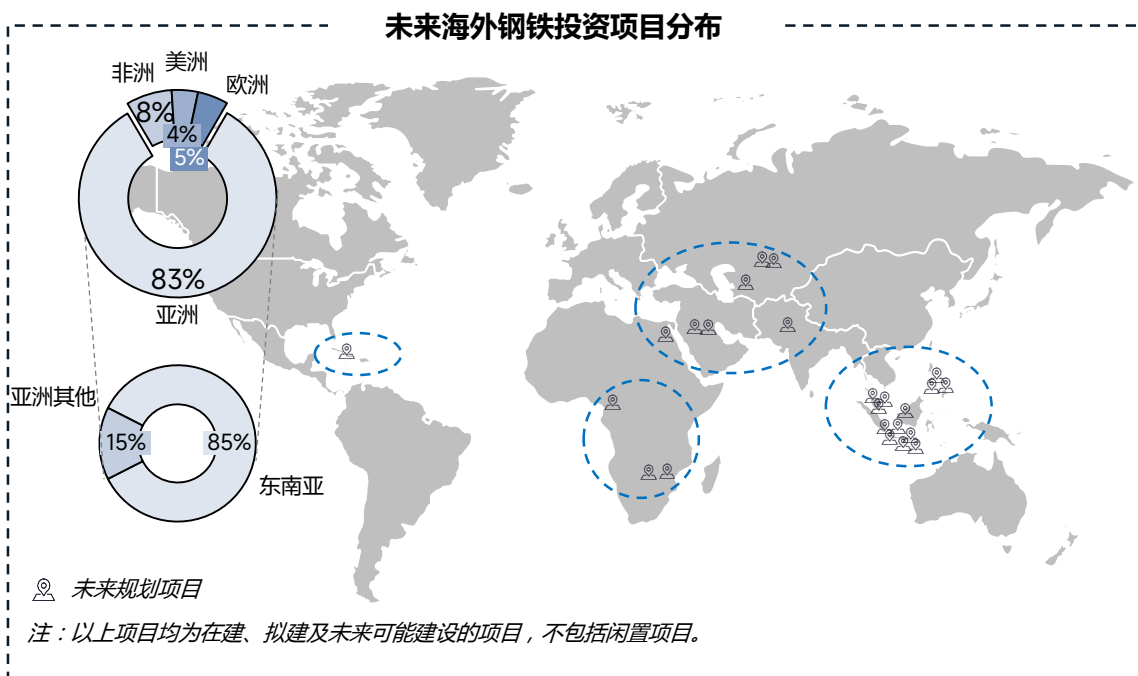 未来海外钢铁投资项目分布
非洲
美洲
欧洲
8%
4%
5%
83%
亚洲
亚洲其他
15%
85%
东南亚
未来规划项目
注：以上项目均为在建、拟建及未来可能建设的项目，不包括闲置项目。